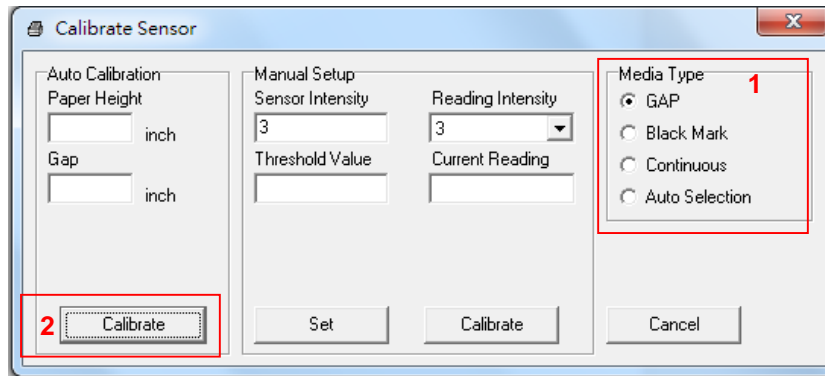 Calibrate Sensor
x
Auto Calibration
Paper Height
inch
Gap
inch
2
Calibrate
Manual Setup
Sensor Intensity
Reading Intensity
3
3
Threshold Value
Current Reading
Set
Calibrate
Media Type
1
GAP
Black Mark
Continuous
Auto Selection
Cancel